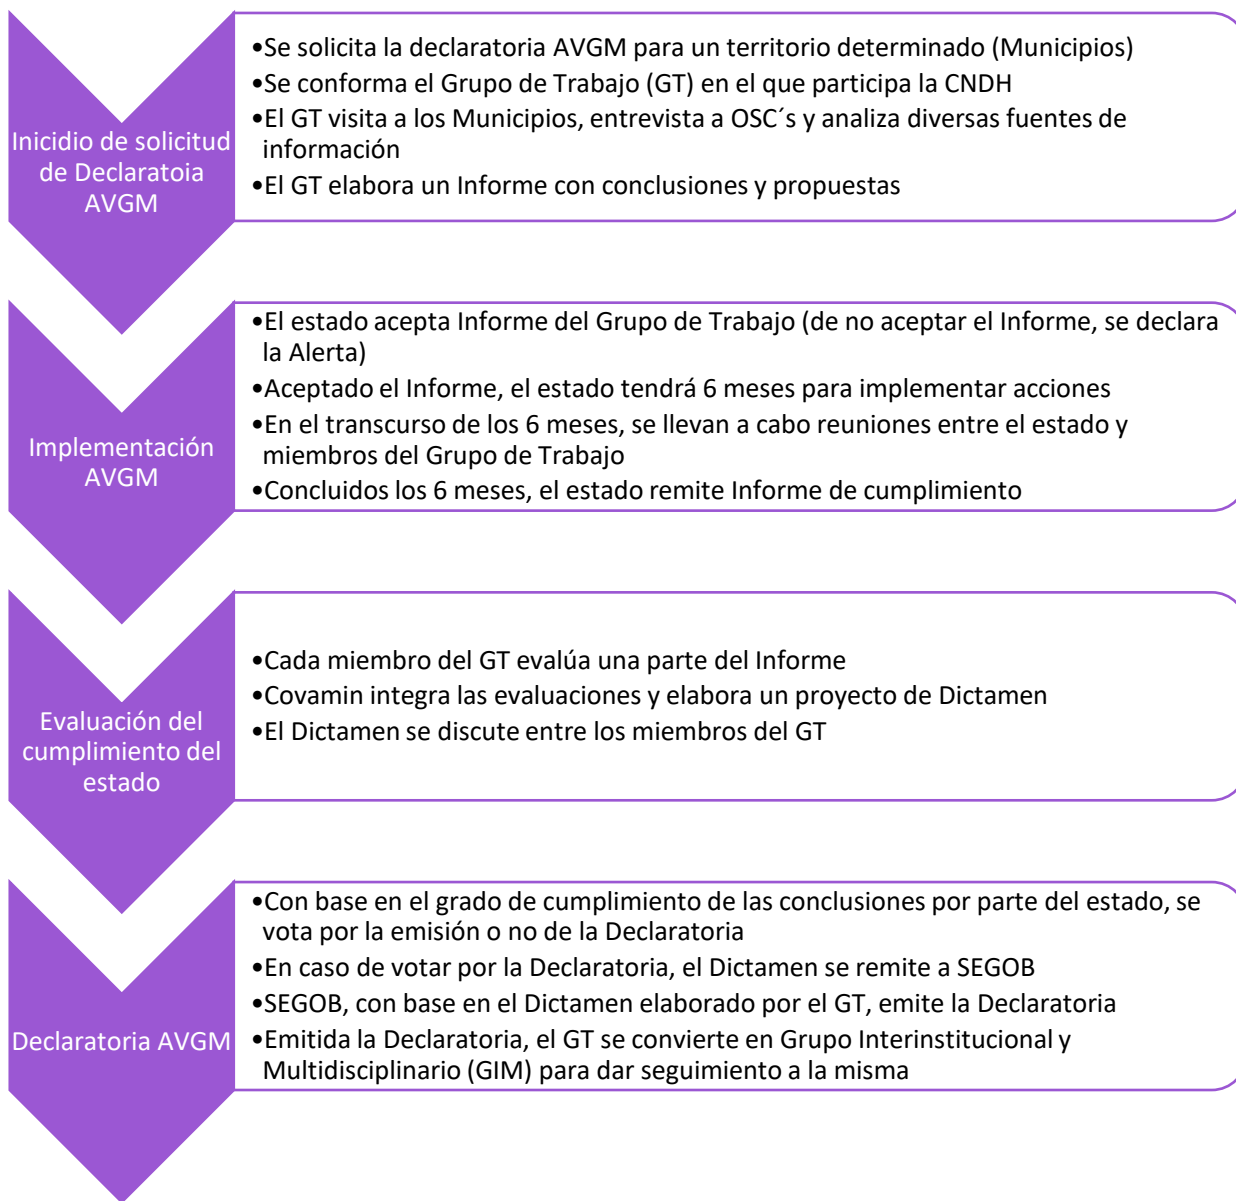 Inicidio de solicitud
de Declaratoia
AVGM
•Se solicita la declaratoria AVGM para un territorio determinado (Municipios)
•Se conforma el Grupo de Trabajo (GT) en el que participa la CNDH
•El GT visita a los Municipios, entrevista a OSC´s y analiza diversas fuentes de
información
•El GT elabora un Informe con conclusiones y propuestas
Implementación
AVGM
•El estado acepta Informe del Grupo de Trabajo (de no aceptar el Informe, se declara
la Alerta)
•Aceptado el Informe, el estado tendrá 6 meses para implementar acciones
•En el transcurso de los 6 meses, se llevan a cabo reuniones entre el estado y
miembros del Grupo de Trabajo
•Concluidos los 6 meses, el estado remite Informe de cumplimiento
Evaluación del
cumplimiento del
estado
•Cada miembro del GT evalúa una parte del Informe
•Covamin integra las evaluaciones y elabora un proyecto de Dictamen
•El Dictamen se discute entre los miembros del GT
Declaratoria AVGM
•Con base en el grado de cumplimiento de las conclusiones por parte del estado, se
vota por la emisión o no de la Declaratoria
•En caso de votar por la Declaratoria, el Dictamen se remite a SEGOB
•SEGOB, con base en el Dictamen elaborado por el GT, emite la Declaratoria
•Emitida la Declaratoria, el GT se convierte en Grupo Interinstitucional y
Multidisciplinario (GIM) para dar seguimiento a la misma